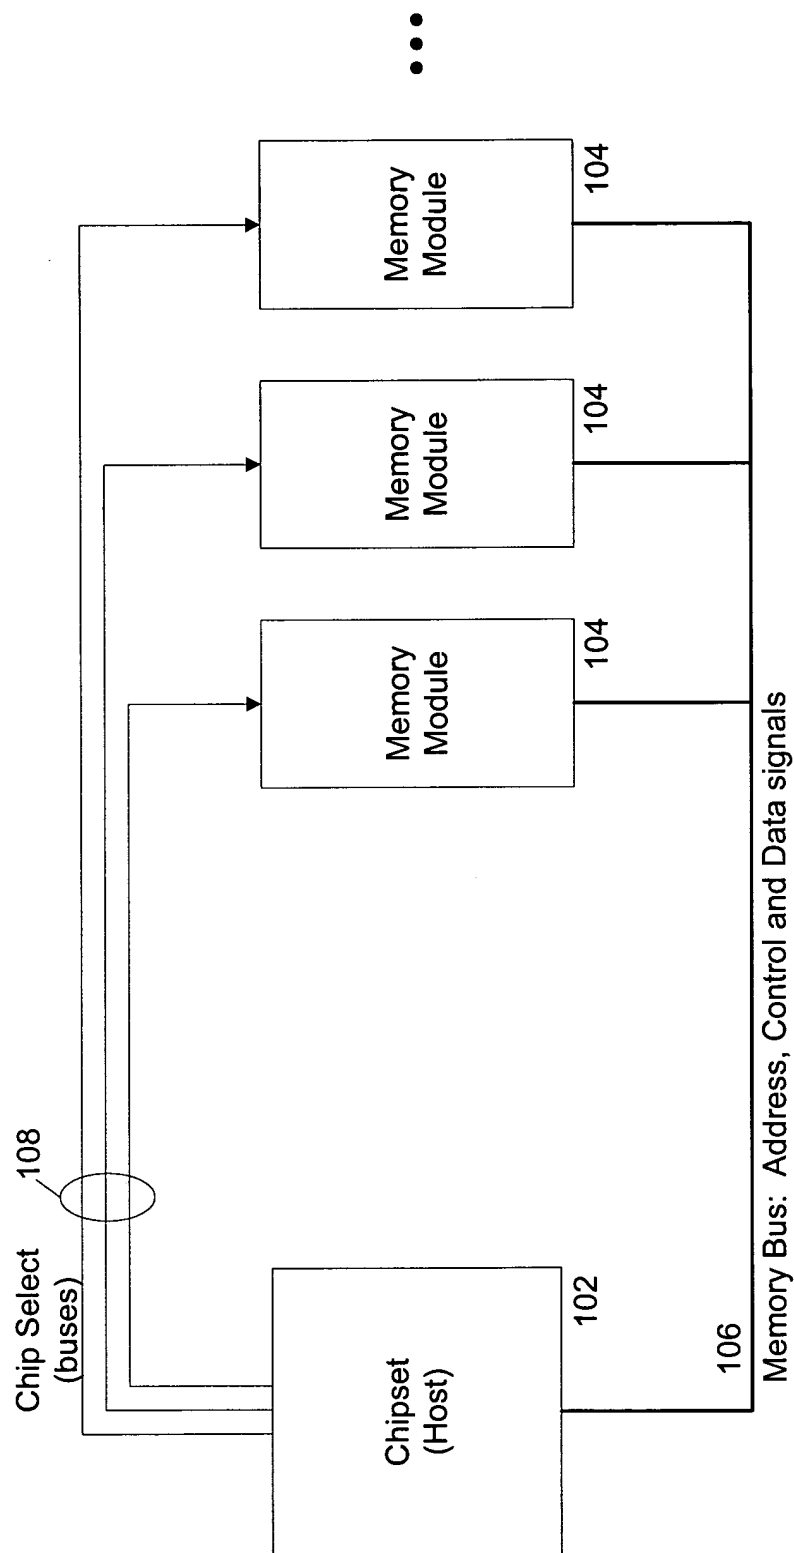 Chip Select
(buses)
108
Chipset
(Host)
102
Memory
Module
104
Memory
Module
104
Memory
Module
104
106
Memory Bus: Address, Control and Data signals